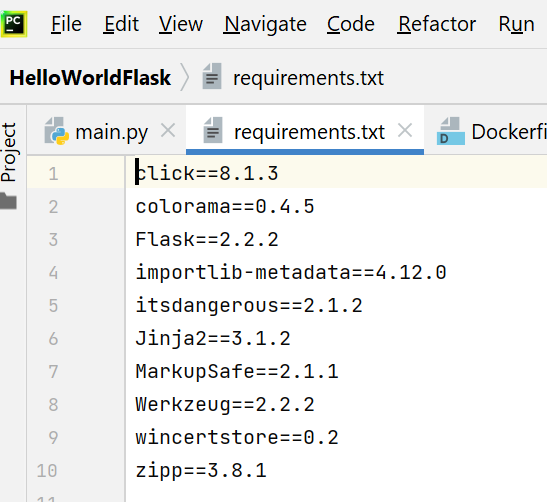 PC
File Edit View Navigate Code Refactor Run
HelloWorldFlask requirements.txt
Project
main.py requirements.txt Dockerfi
1 click==8.1.3
2 colorama==0.4.5
3 Flask==2.2.2
4 importlib-metadata==4.12.0
5 itsdangerous==2.1.2
6 Jinja2==3.1.2
7 MarkupSafe==2.1.1
8 Werkzeug==2.2.2
9 wincertstore==0.2
10 zipp==3.8.1